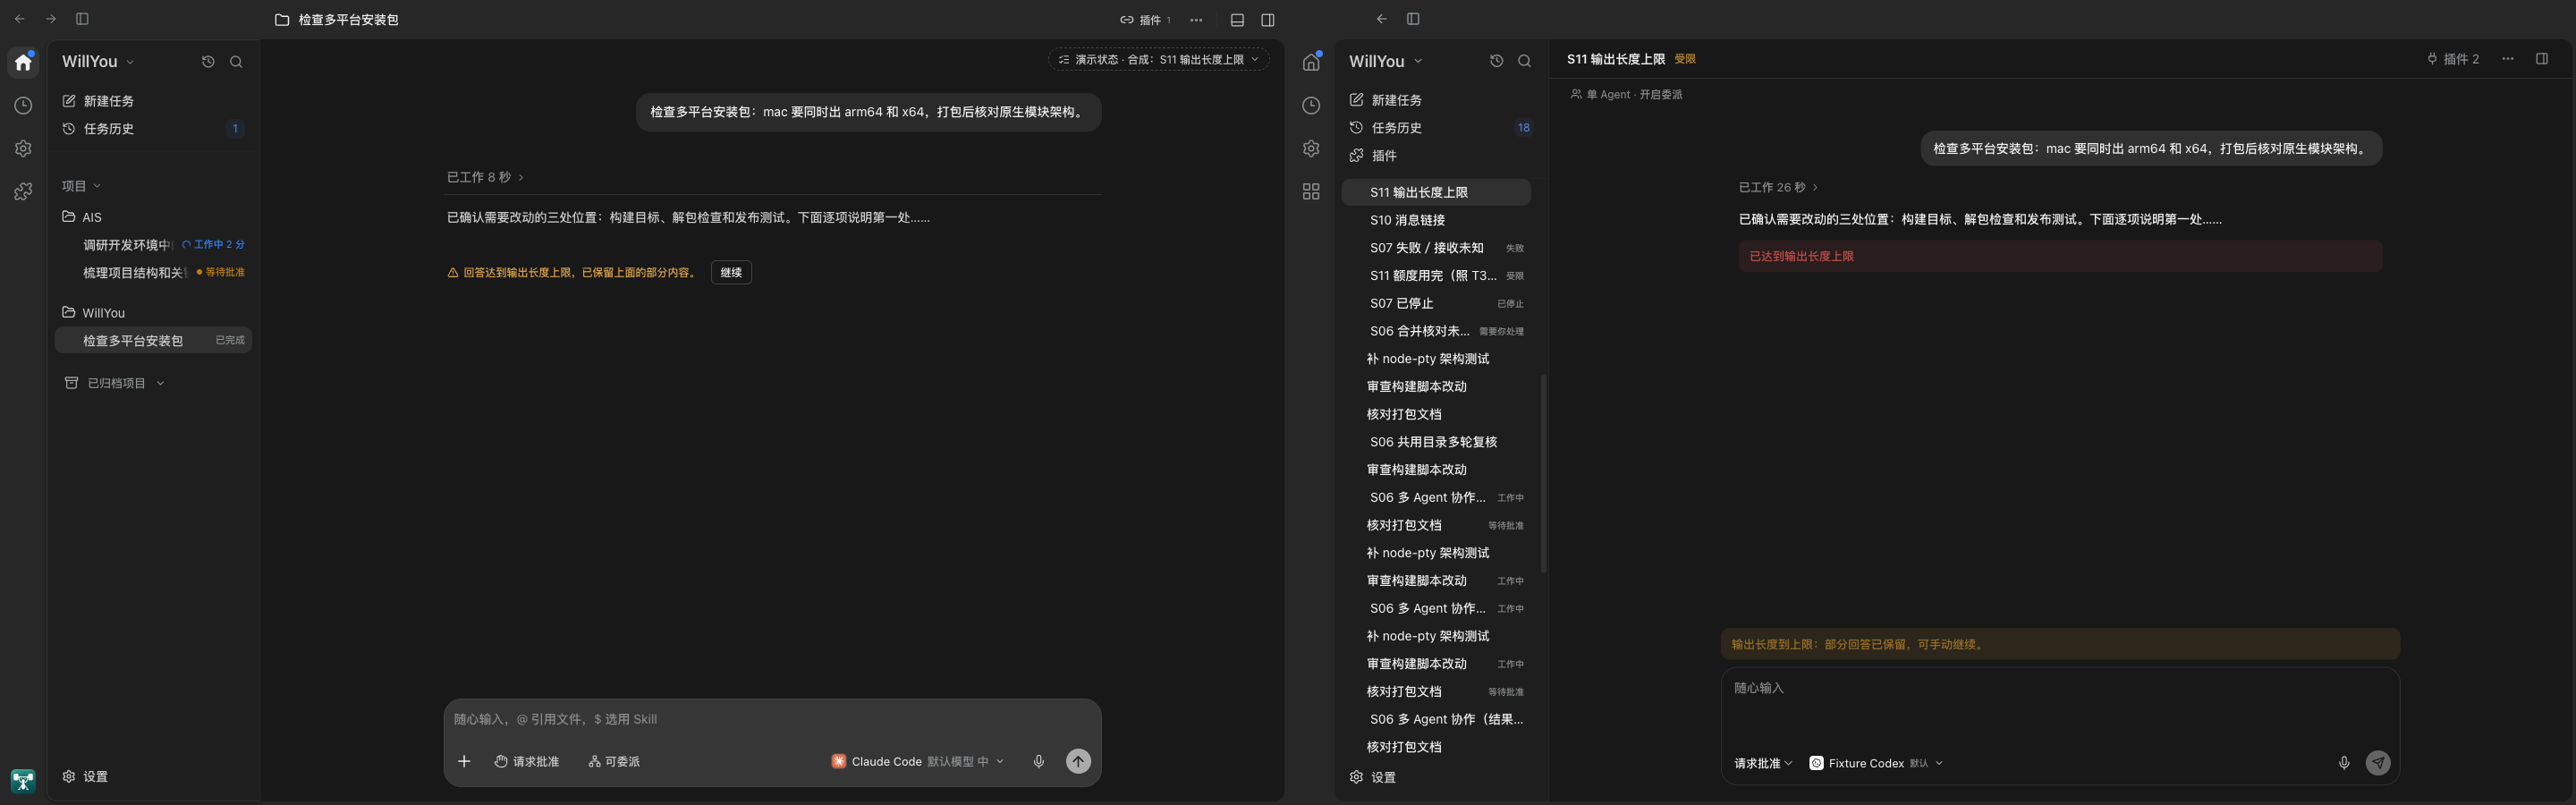 检查多平台安装包
插件 1
WillYou
新建任务
任务历史 1
项目
AIS
调研开发环境中 工作中 2 分
梳理项目结构和关 等待批准
WillYou
检查多平台安装包 已完成
已归档项目
设置
演示状态 · 合成：S11 输出长度上限
检查多平台安装包：mac 要同时出 arm64 和 x64，打包后核对原生模块架构。
已工作 8 秒
已确认需要改动的三处位置：构建目标、解包检查和发布测试。下面逐项说明第一处……
回答达到输出长度上限，已保留上面的部分内容。 继续
随心输入，@ 引用文件，$ 选用 Skill
请求批准 可委派 Claude Code 默认模型 中
WillYou
新建任务
任务历史 18
插件
S11 输出长度上限
S10 消息链接
S07 失败 / 接收未知 失败
S11 额度用完（照 T3... 受限
S07 已停止 已停止
S06 合并核对未... 需要你处理
补 node-pty 架构测试
审查构建脚本改动
核对打包文档
S06 共用目录多轮复核
审查构建脚本改动
S06 多 Agent 协作... 工作中
核对打包文档 等待批准
补 node-pty 架构测试
审查构建脚本改动 工作中
S06 多 Agent 协作... 工作中
补 node-pty 架构测试
审查构建脚本改动 工作中
核对打包文档 等待批准
S06 多 Agent 协作（结果...
核对打包文档
设置
S11 输出长度上限 受限
插件 2
单 Agent · 开启委派
检查多平台安装包：mac 要同时出 arm64 和 x64，打包后核对原生模块架构。
已工作 26 秒
已确认需要改动的三处位置：构建目标、解包检查和发布测试。下面逐项说明第一处……
已达到输出长度上限
输出长度到上限：部分回答已保留，可手动继续。
随心输入
请求批准 Fixture Codex 默认